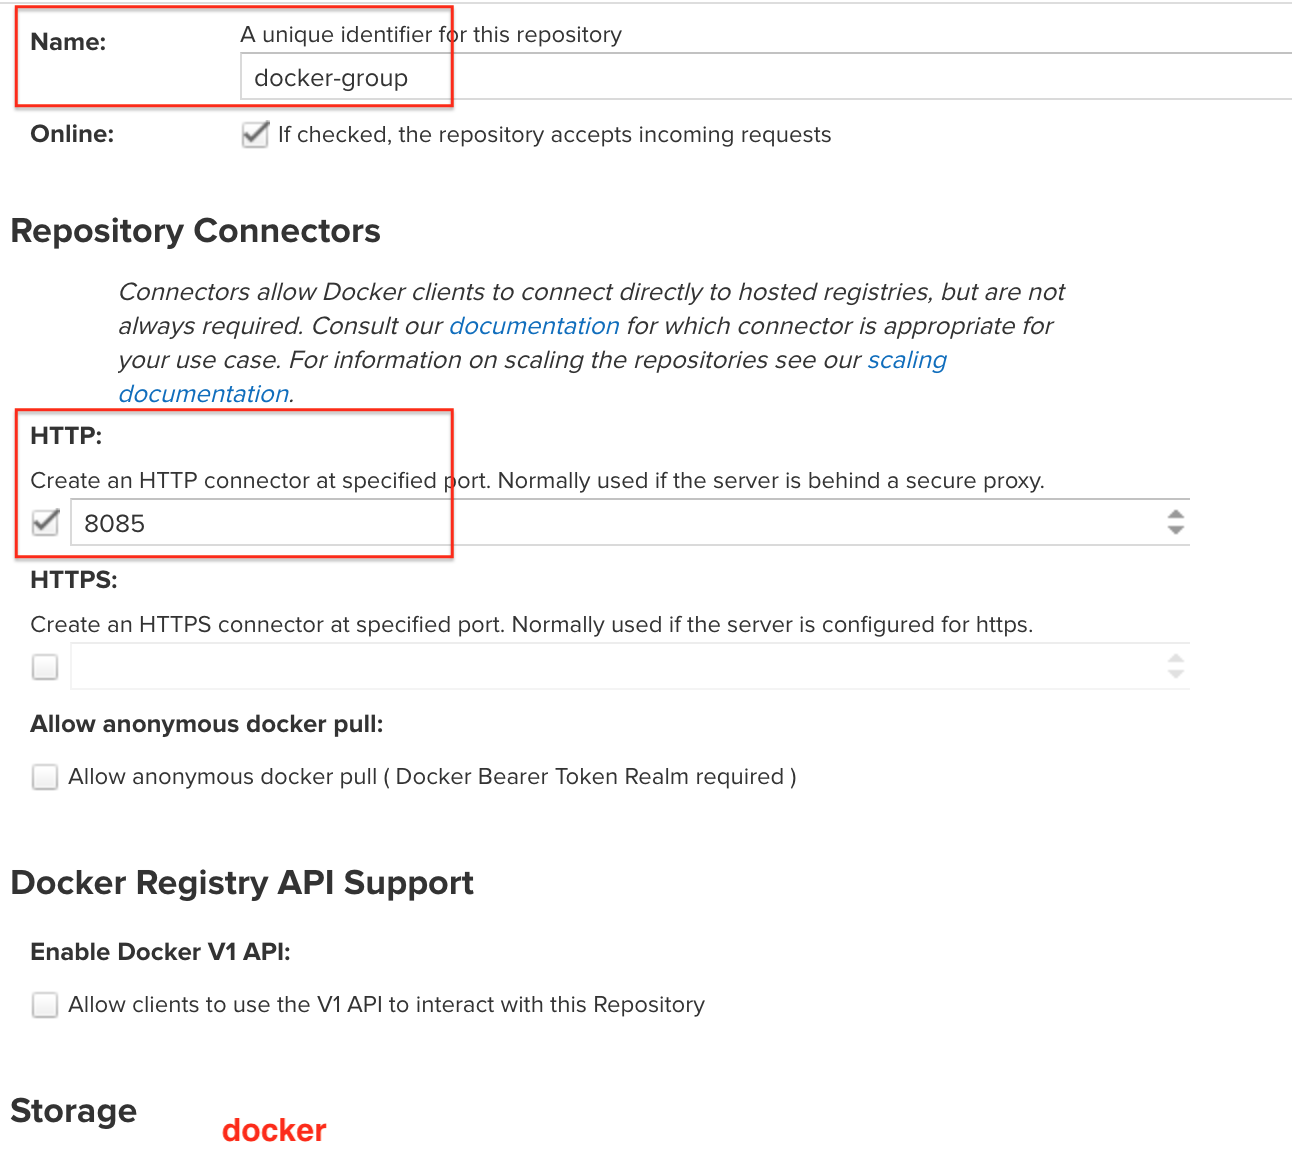 Name:
A unique identifier for this repository
docker-group
Online:
If checked, the repository accepts incoming requests
Repository Connectors
Connectors allow Docker clients to connect directly to hosted registries, but are not
always required. Consult our documentation for which connector is appropriate for
your use case. For information on scaling the repositories see our scaling
documentation.
HTTP:
Create an HTTP connector at specified port. Normally used if the server is behind a secure proxy.
8085
HTTPS:
Create an HTTPS connector at specified port. Normally used if the server is configured for https.
Allow anonymous docker pull:
Allow anonymous docker pull ( Docker Bearer Token Realm required )
Docker Registry API Support
Enable Docker V1 API:
Allow clients to use the V1 API to interact with this Repository
Storage
docker